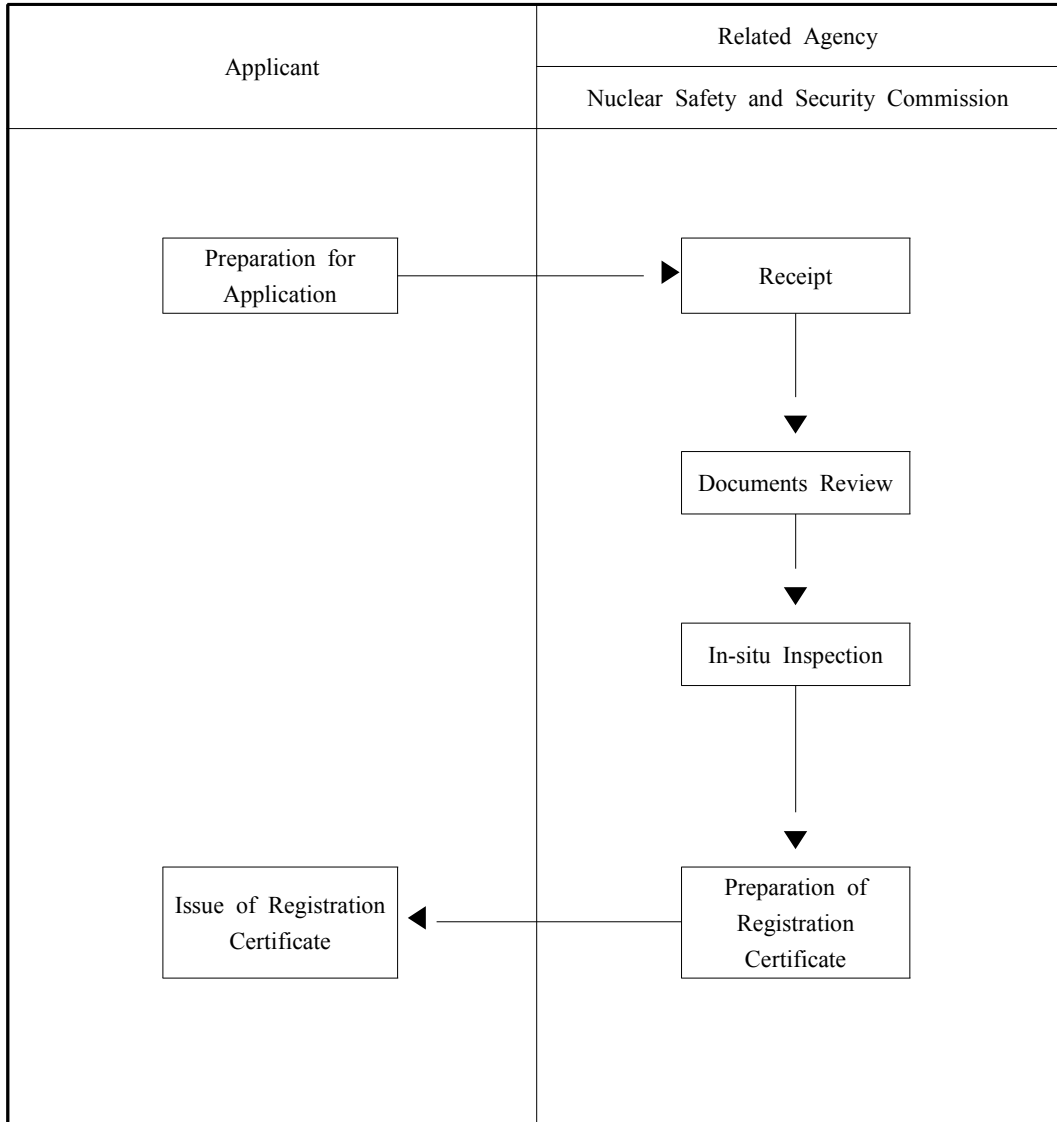 Applicant
Related Agency
Nuclear Safety and Security Commission
Preparation for
Application
Receipt
Documents Review
In-situ Inspection
Issue of Registration
Certificate
Preparation of
Registration
Certificate